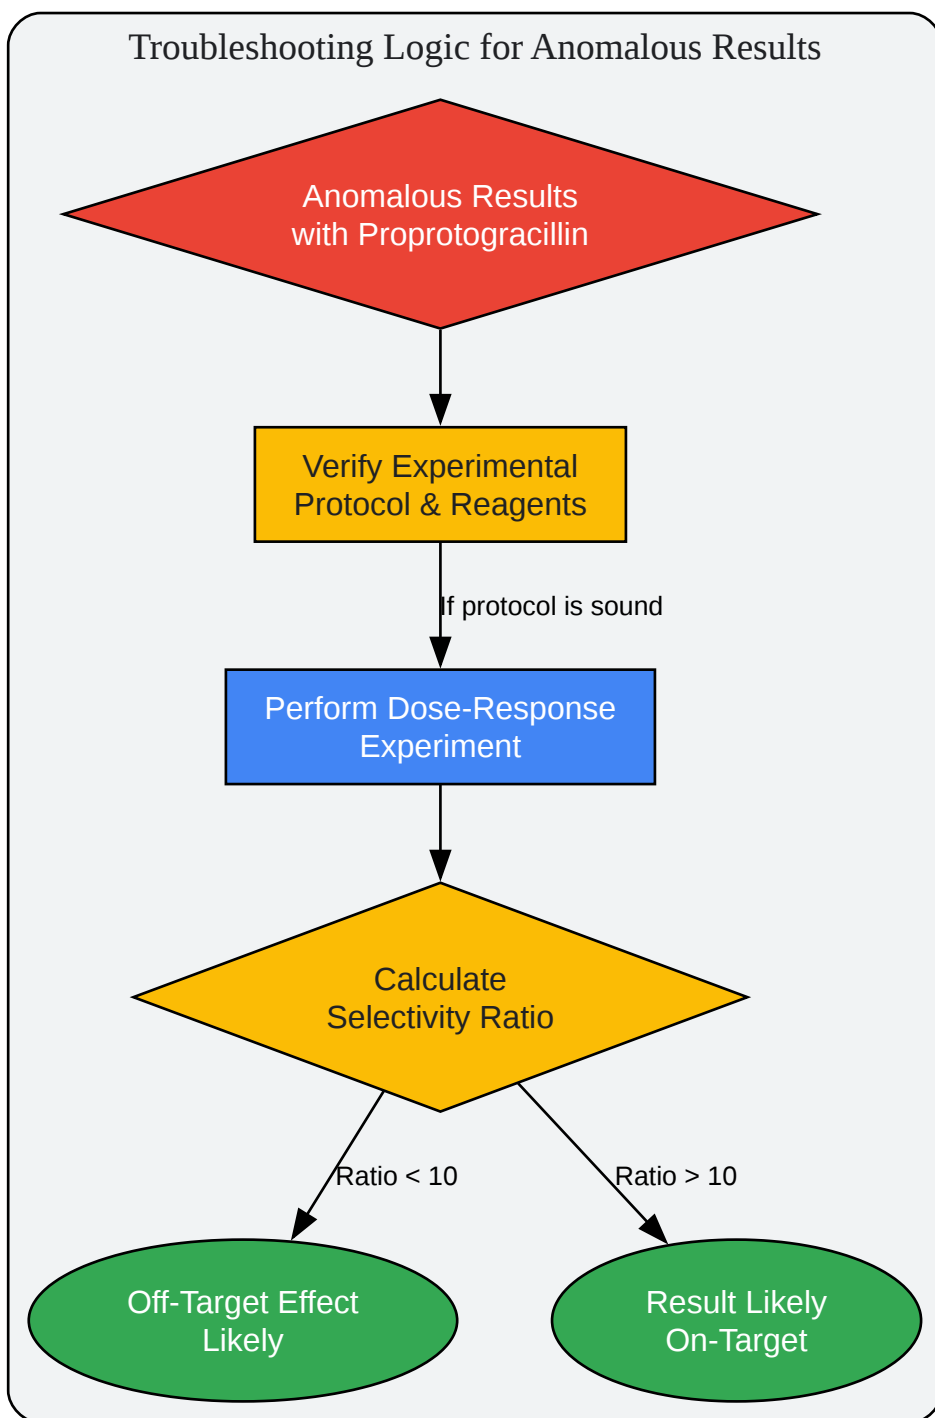 Troubleshooting Logic for Anomalous Results
Anomalous Results
with Proprotogracillin
Verify Experimental
Protocol & Reagents
If protocol is sound
Perform Dose-Response
Experiment
Calculate
Selectivity Ratio
Ratio < 10
Ratio > 10
Off-Target Effect
Likely
Result Likely
On-Target